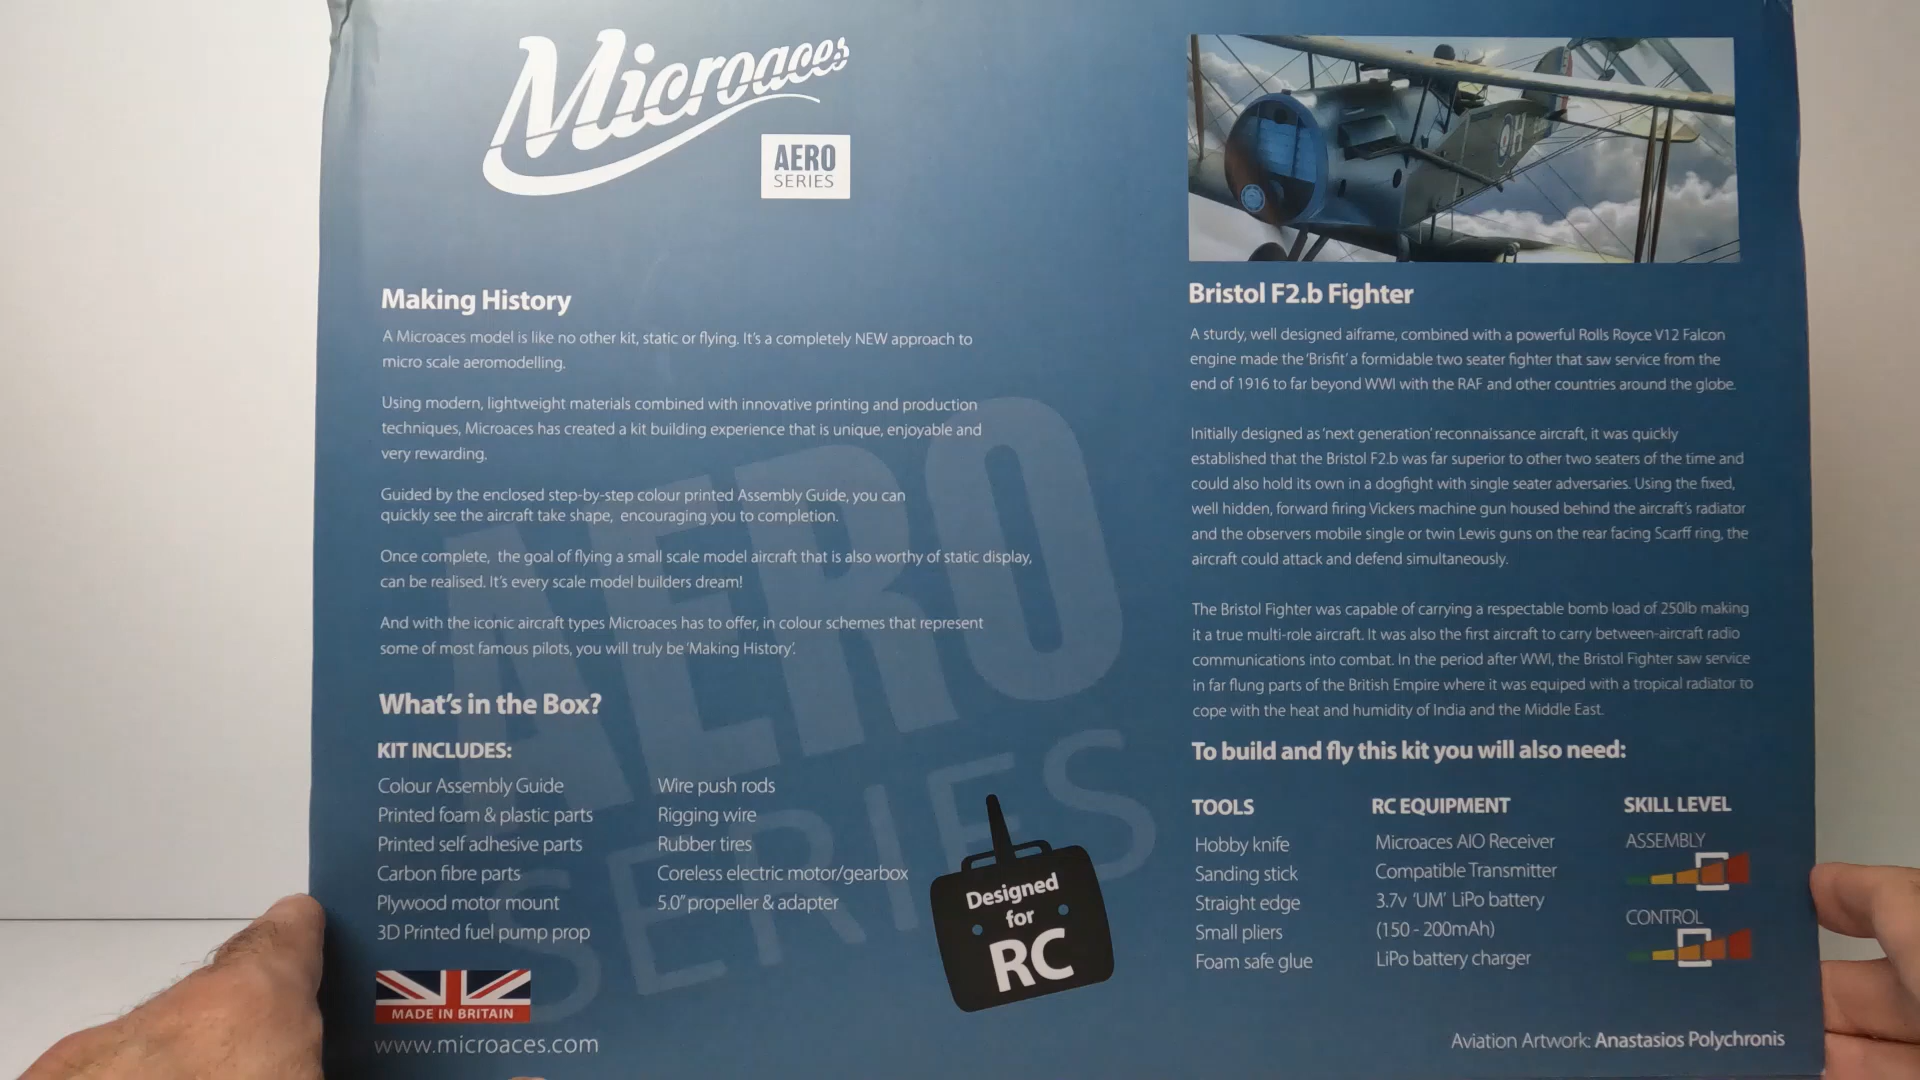 Microaces
AERO
SERIES
Making History
A Microaces model is like no other kit, static or flying. It's a completely NEW approach to
micro scale aeromodelling.
Using modern, lightweight materials combined with innovative printing and production
techniques, Microaces has created a kit building experience that is unique, enjoyable and
very rewarding.
Guided by the enclosed step-by-step colour printed Assembly Guide, you can
quickly see the aircraft take shape, encouraging you to completion.
Once complete, the goal of flying a small scale model aircraft that is also worthy of static display,
can be realised. It's every scale model builders dream!
And with the iconic aircraft types Microaces has to offer, in colour schemes that represent
some of most famous pilots, you will truly be 'Making History'.
What's in the Box?
KIT INCLUDES:
Colour Assembly Guide
Printed foam & plastic parts
Printed self adhesive parts
Carbon fibre parts
Plywood motor mount
3D Printed fuel pump prop
Wire push rods
Rigging wire
Rubber tires
Coreless electric motor/gearbox
5.0" propeller & adapter
AERO
SERIES
Designed
for
RC
MADE IN BRITAIN
www.microaces.com
H
Bristol F2.b Fighter
A sturdy, well designed aiframe, combined with a powerful Rolls Royce V12 Falcon
engine made the 'Brisfit' a formidable two seater fighter that saw service from the
end of 1916 to far beyond WWI with the RAF and other countries around the globe.
Initially designed as 'next generation' reconnaissance aircraft, it was quickly
established that the Bristol F2.b was far superior to other two seaters of the time and
could also hold its own in a dogfight with single seater adversaries. Using the fixed,
well hidden, forward firing Vickers machine gun housed behind the aircraft's radiator
and the observers mobile single or twin Lewis guns on the rear facing Scarff ring, the
aircraft could attack and defend simultaneously.
The Bristol Fighter was capable of carrying a respectable bomb load of 250lb making
it a true multi-role aircraft. It was also the first aircraft to carry between-aircraft radio
communications into combat. In the period after WWI, the Bristol Fighter saw service
in far flung parts of the British Empire where it was equiped with a tropical radiator to
cope with the heat and humidity of India and the Middle East.
To build and fly this kit you will also need:
TOOLS
Hobby knife
Sanding stick
Straight edge
Small pliers
Foam safe glue
RC EQUIPMENT
Microaces AIO Receiver
Compatible Transmitter
3.7v 'UM' LiPo battery
(150 - 200mAh)
LiPo battery charger
SKILL LEVEL
ASSEMBLY
CONTROL
Aviation Artwork: Anastasios Polychronis